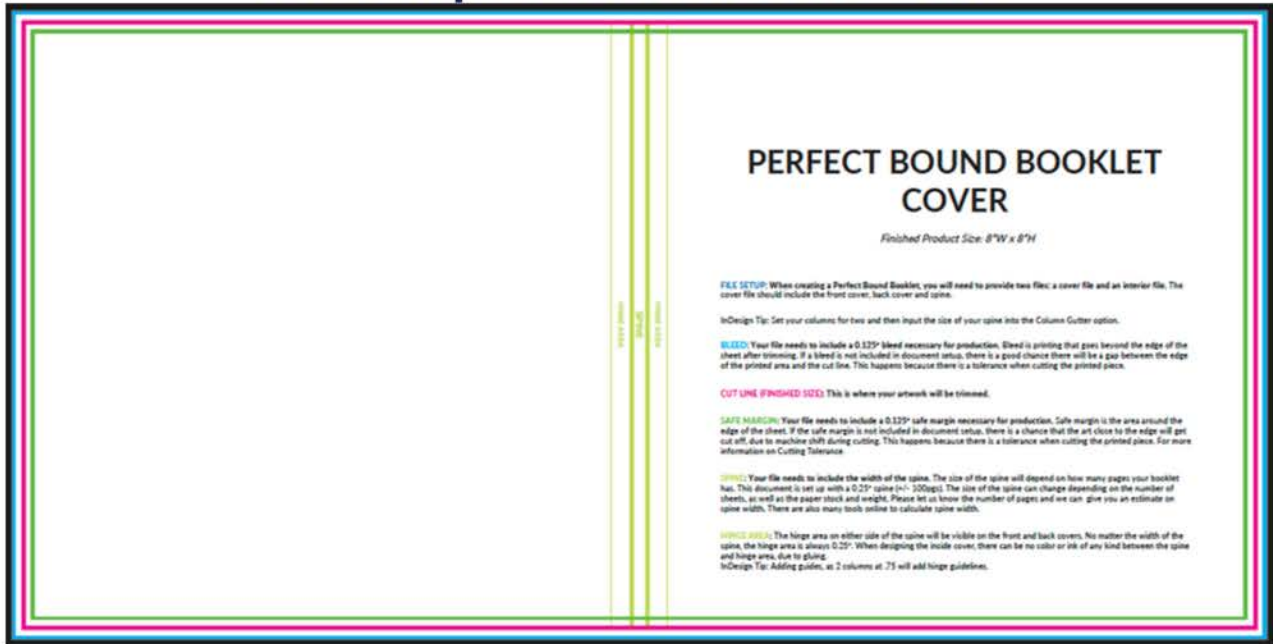 PERFECT BOUND BOOKLET
COVER
Finished Product Size: 8"W x 8"H
FILE SETUP: When creating a Perfect Bound Booklet, you will need to provide two files: a cover file and an interior file. The
cover file should include the front cover, back cover and spine.
InDesign Tip: Set your columns for two and then input the size of your spine into the Column Gutter option.
BLEED: Your file needs to include a 0.125" bleed necessary for production. Bleed is printing that goes beyond the edge of the
sheet after trimming. If a bleed is not included in document setup, there is a good chance there will be a gap between the edge
of the printed area and the cut line. This happens because there is a tolerance when cutting the printed piece.
CUT LINE (FINISHED SIZE): This is where your artwork will be trimmed.
SAFE MARGIN: Your file needs to include a 0.125" safe margin necessary for production. Safe margin is the area around the
edge of the sheet. If the safe margin is not included in document setup, there is a chance that the art close to the edge will get
cut off, due to machine shift during cutting. This happens because there is a tolerance when cutting the printed piece. For more
information on Cutting Tolerance
SPINE: Your file needs to include the width of the spine. The size of the spine will depend on how many pages your booklet
has. This document is set up with a 0.25" spine (+/- 100pgs). The size of the spine can change depending on the number of
sheets, as well as the paper stock and weight. Please let us know the number of pages and we can give you an estimate on
spine width. There are also many tools online to calculate spine width.
HINGE AREA: The hinge area on either side of the spine will be visible on the front and back covers. No matter the width of the
spine, the hinge area is always 0.25". When designing the inside cover, there can be no color or ink of any kind between the spine
and hinge area, due to gluing.
InDesign Tip: Adding guides, as 2 columns at .75 will add hinge guidelines.
HINGE AREA
SPINE
HINGE AREA